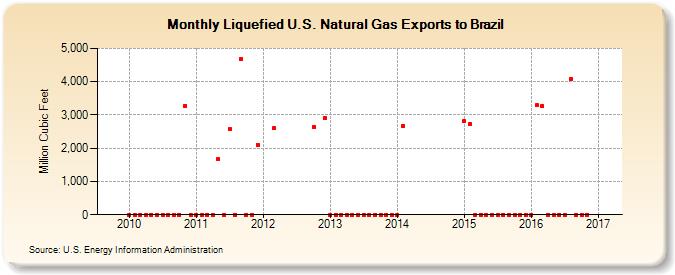 Monthly Liquefied U.S. Natural Gas Exports to Brazil
Million Cubic Feet
5,000
4,000
3,000
2,000
1,000
0
2010 2011 2012 2013 2014 2015 2016 2017
Source: U.S. Energy Information Administration